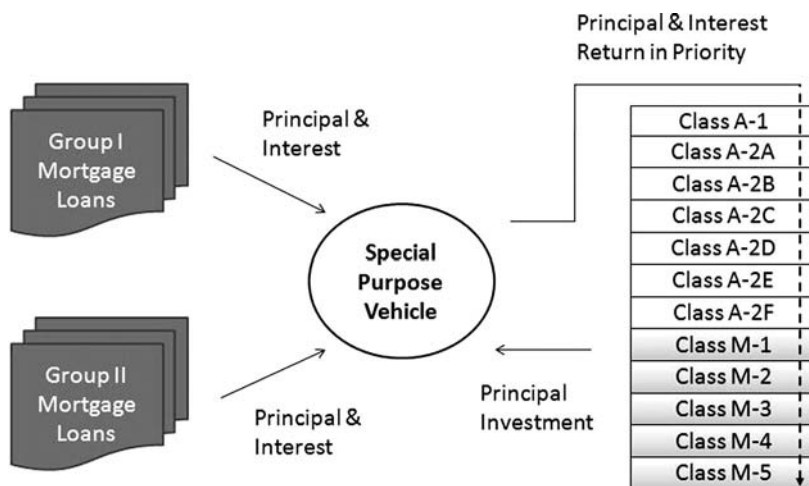 Principal & Interest
Return in Priority
Group I
Mortgage
Loans
Principal &
Interest
Special
Purpose
Vehicle
Group II
Mortgage
Loans
Principal &
Interest
Principal
Investment
Class A-1
Class A-2A
Class A-2B
Class A-2C
Class A-2D
Class A-2E
Class A-2F
Class M-1
Class M-2
Class M-3
Class M-4
Class M-5